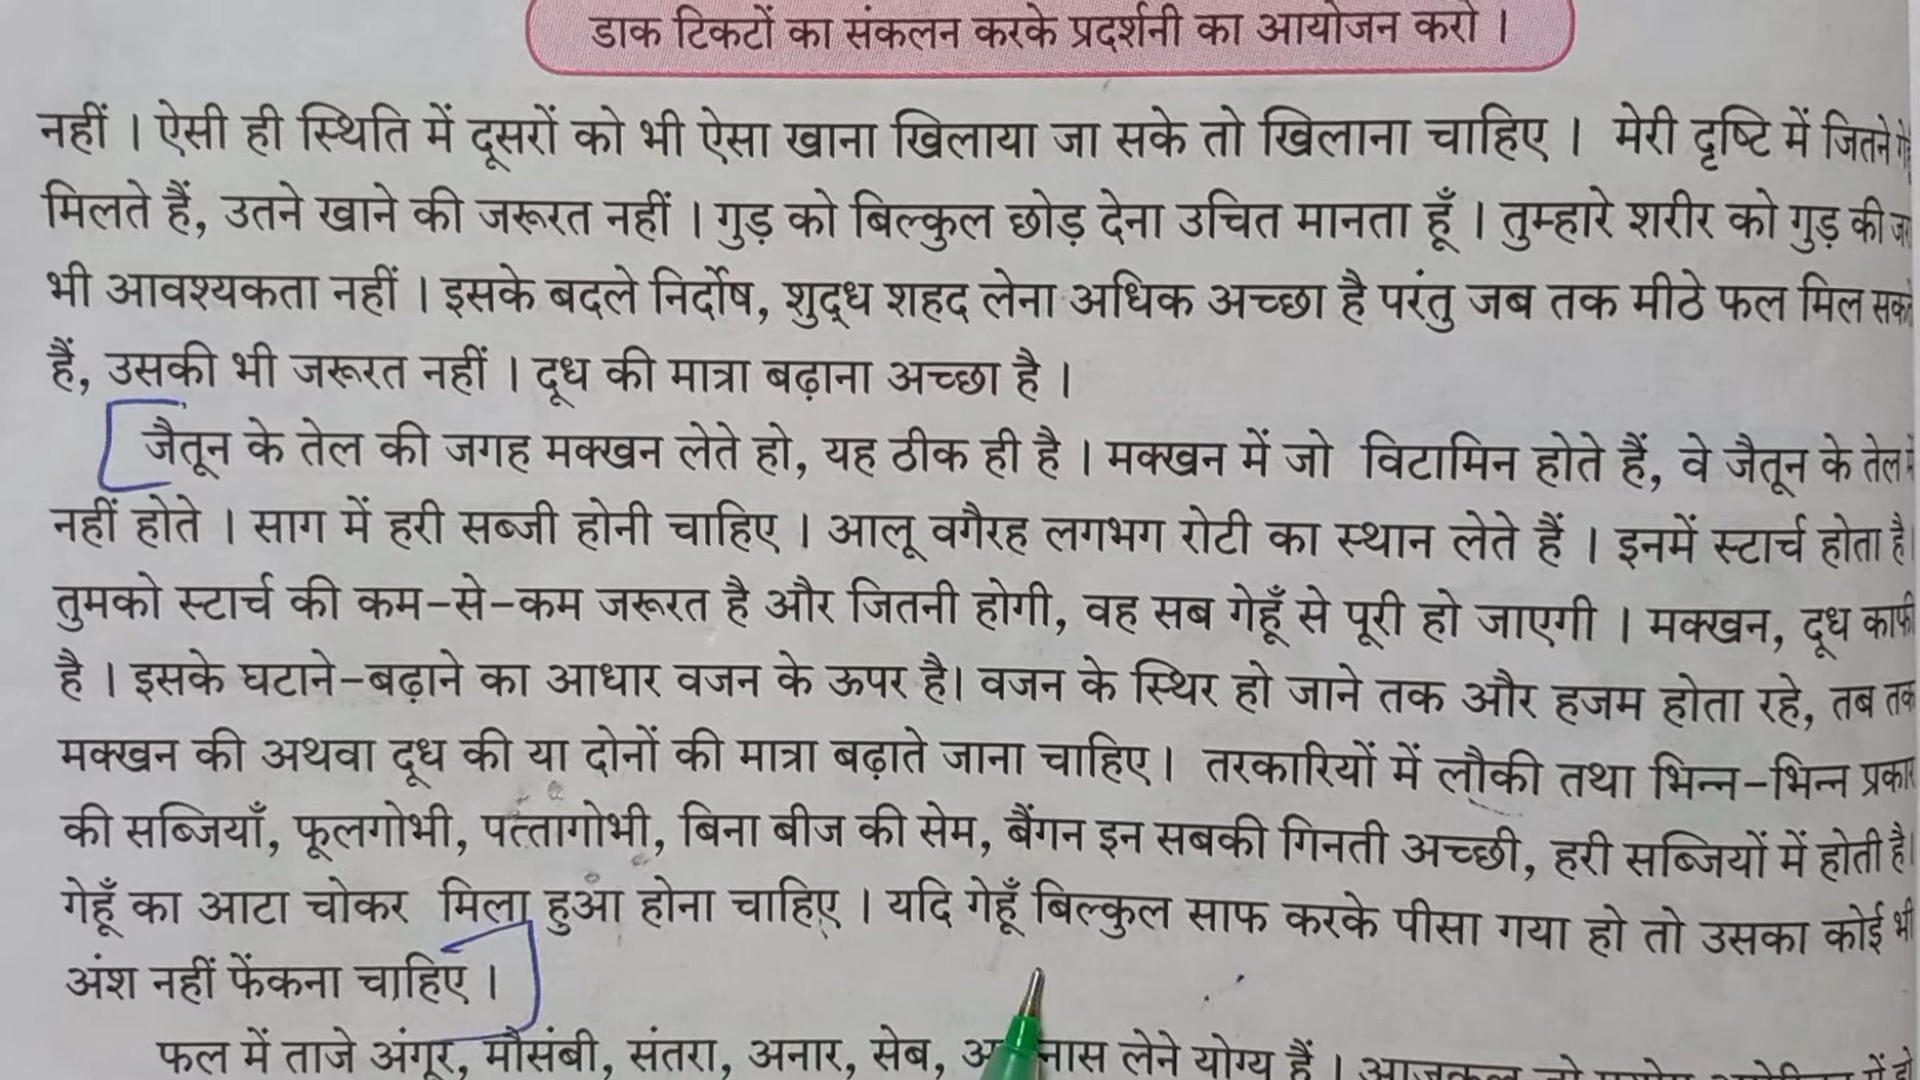 डाक टिकटों का संकलन करके प्रदर्शनी का आयोजन करो ।
नहीं । ऐसी ही स्थिति में दूसरों को भी ऐसा खाना खिलाया जा सके तो खिलाना चाहिए । मेरी दृष्टि में जितने
मिलते हैं, उतने खाने की जरूरत नहीं । गुड़ को बिल्कुल छोड़ देना उचित मानता हूँ । तुम्हारे शरीर को गुड़ की
भी आवश्यकता नहीं । इसके बदले निर्दोष, शुद्ध शहद लेना अधिक अच्छा है परंतु जब तक मीठे फल मिल
हैं, उसकी भी जरूरत नहीं । दूध की मात्रा बढ़ाना अच्छा है ।
जैतून के तेल की जगह मक्खन लेते हो, यह ठीक ही है । मक्खन में जो विटामिन होते हैं, वे जैतून के तेल
नहीं होते । साग में हरी सब्जी होनी चाहिए । आलू वगैरह लगभग रोटी का स्थान लेते हैं । इनमें स्टार्च होता है।
तुमको स्टार्च की कम-से-कम जरूरत है और जितनी होगी, वह सब गेहूँ से पूरी हो जाएगी । मक्खन, दूध
है । इसके घटाने-बढ़ाने का आधार वजन के ऊपर है। वजन के स्थिर हो जाने तक और हजम होता रहे, तब तक
मक्खन की अथवा दूध की या दोनों की मात्रा बढ़ाते जाना चाहिए। तरकारियों में लौकी तथा भिन्न-भिन्न प्रकार
की सब्जियाँ, फूलगोभी, पत्तागोभी, बिना बीज की सेम, बैंगन इन सबकी गिनती अच्छी, हरी सब्जियों में होती है।
गेहूँ का आटा चोकर मिला हुआ होना चाहिए । यदि गेहूँ बिल्कुल साफ करके पीसा गया हो तो उसका कोई भी
अंश नहीं फेंकना चाहिए ।
फल में ताजे अंगूर, मौसंबी, संतरा, अनार, सेब, लेने योग्य हैं ।